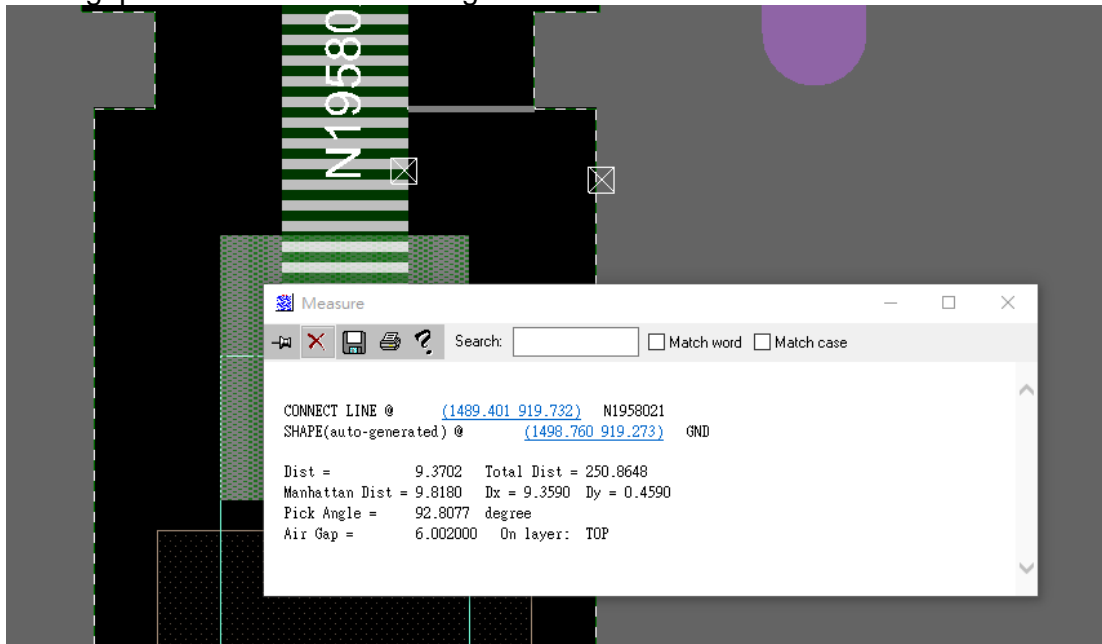 N19580
Measure
Search: Match word Match case
CONNECT LINE @ (1489.401 919.732) N1958021
SHAPE(auto-generated) @ (1498.760 919.273) GND
Dist = 9.3702 Total Dist = 250.8648
Manhattan Dist = 9.8180 Dx = 9.3590 Dy = 0.4590
Pick Angle = 92.8077 degree
Air Gap = 6.002000 On layer: TOP